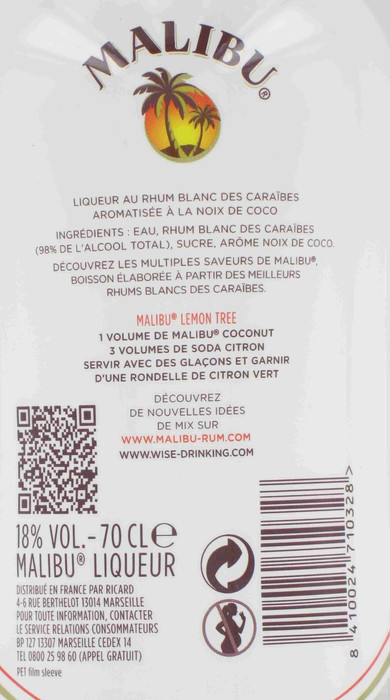 MALIBU®
LIQUEUR AU RHUM BLANC DES CARAÏBES
AROMATISÉE À LA NOIX DE COCO
INGRÉDIENTS : EAU, RHUM BLANC DES CARAÏBES
(98% DE L'ALCOOL TOTAL), SUCRE, ARÔME NOIX DE COCO.
DÉCOUVREZ LES MULTIPLES SAVEURS DE MALIBU®,
BOISSON ÉLABORÉE À PARTIR DES MEILLEURS
RHUMS BLANCS DES CARAÏBES.
MALIBU® LEMON TREE
1 VOLUME DE MALIBU® COCONUT
3 VOLUMES DE SODA CITRON
SERVIR AVEC DES GLAÇONS ET GARNIR
D'UNE RONDELLE DE CITRON VERT
DÉCOUVREZ
DE NOUVELLES IDÉES
DE MIX SUR
WWW.MALIBU-RUM.COM
WWW.WISE-DRINKING.COM
18% VOL.-70 CL℮
MALIBU® LIQUEUR
DISTRIBUÉ EN FRANCE PAR RICARD
4-6 RUE BERTHELOT 13014 MARSEILLE
POUR TOUTE INFORMATION, CONTACTER
LE SERVICE RELATIONS CONSOMMATEURS
BP 127 13307 MARSEILLE CEDEX 14
TEL 0800 25 98 60 (APPEL GRATUIT)
PET film sleeve
8 410024 710328 >